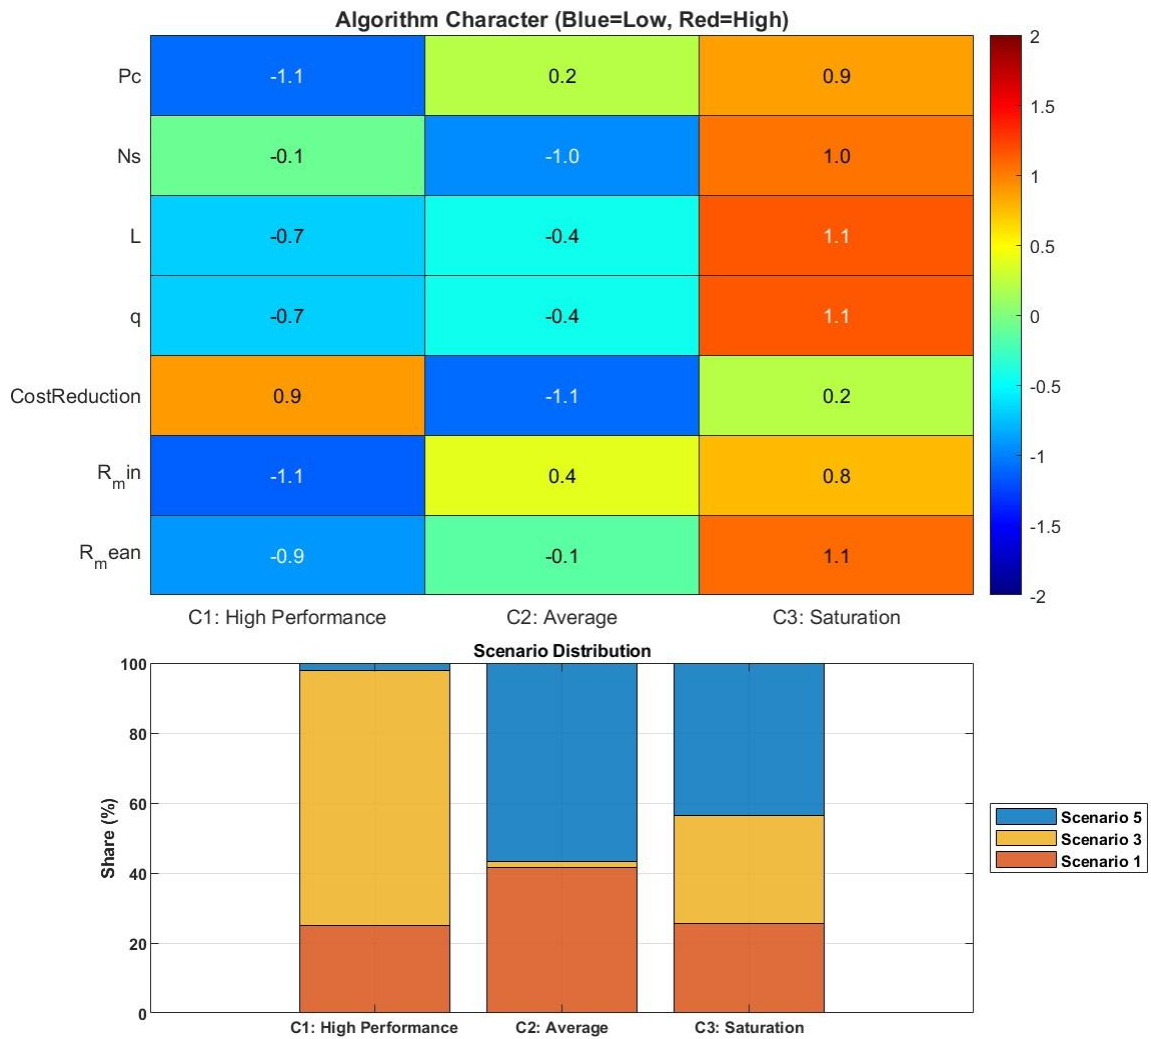 Algorithm Character (Blue=Low, Red=High)
Pc -1.1 0.2 0.9 2
Ns -0.1 -1.0 1.0 1.5
L -0.7 -0.4 1.1 1
q -0.7 -0.4 1.1 0.5
CostReduction 0.9 -1.1 0.2 0
R_min -1.1 0.4 0.8 -0.5
R_mean -0.9 -0.1 1.1 -1
-1.5
-2
C1: High Performance C2: Average C3: Saturation
Scenario Distribution
100
80
60
40
20
0
Share (%)
C1: High Performance C2: Average C3: Saturation
Scenario 5
Scenario 3
Scenario 1